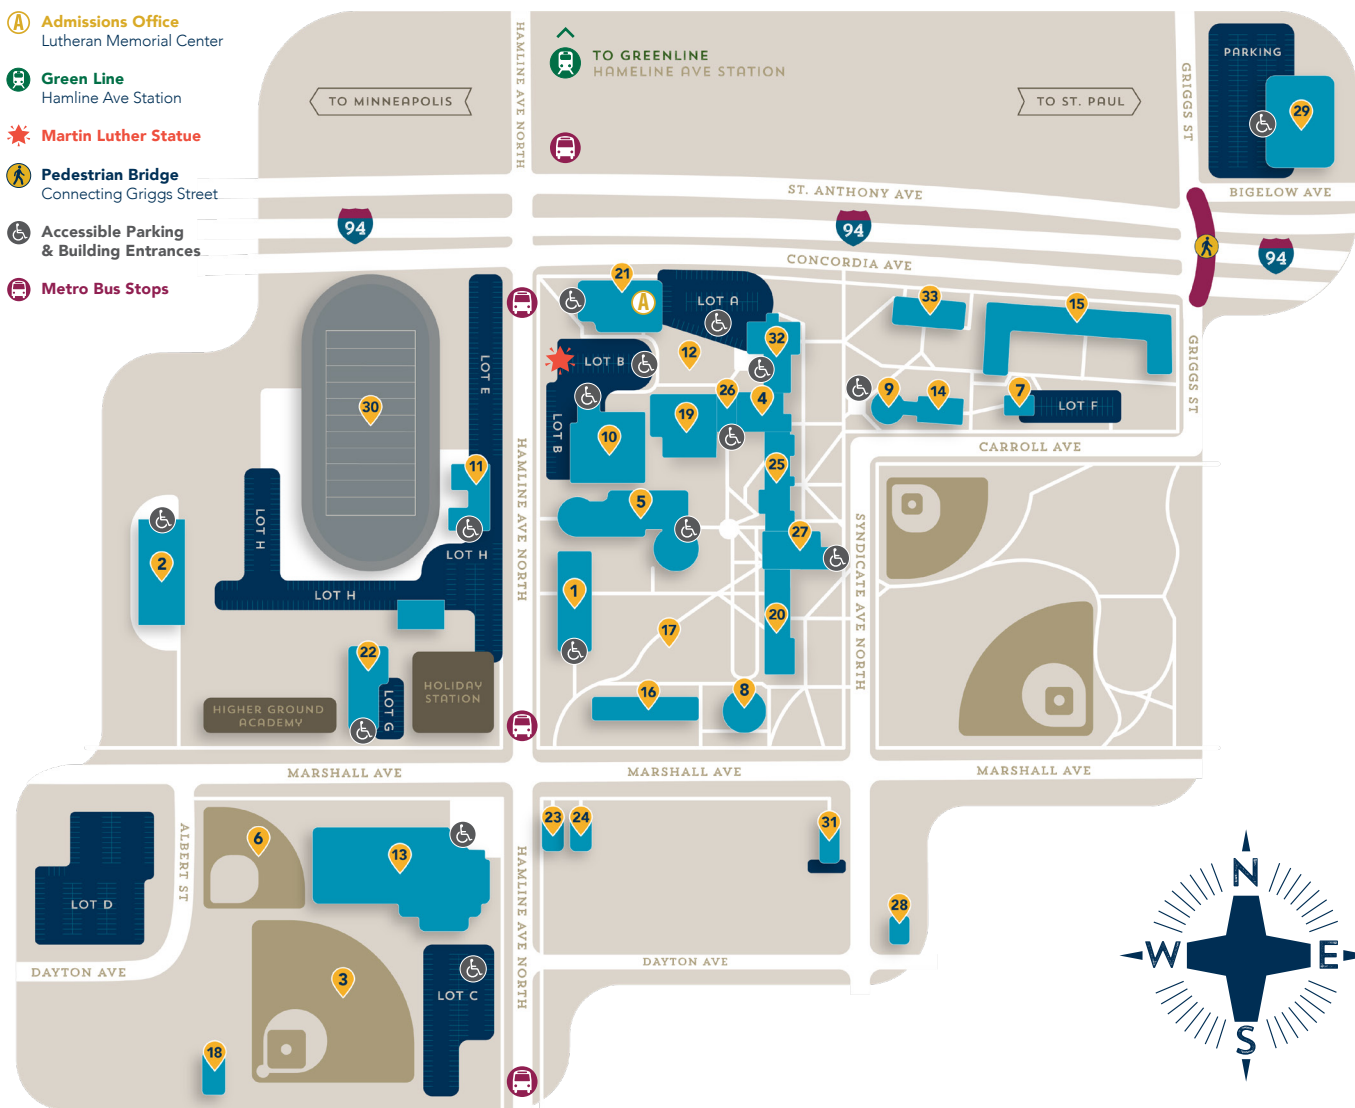 Admissions Office
Lutheran Memorial Center
Green Line
Hamline Ave Station
Martin Luther Statue
Pedestrian Bridge
Connecting Griggs Street
Accessible Parking
& Building Entrances
Metro Bus Stops
TO GREENLINE
HAMELINE AVE STATION
TO MINNEAPOLIS
TO ST. PAUL
HAMLINE AVE NORTH
GRIGGS ST
PARKING
29
BIGELOW AVE
ST. ANTHONY AVE
94
94
94
CONCORDIA AVE
21
A
LOT A
33
15
32
12
LOT B
LOT E
GRIGGS ST
26
4
9
14
7
LOT F
30
19
10
LOT B
CARROLL AVE
11
25
HAMLINE AVE NORTH
5
LOT H
27
SYNDICATE AVE NORTH
LOT H
2
LOT H
1
20
17
22
HOLIDAY
STATION
LOT G
16
8
HIGHER GROUND
ACADEMY
MARSHALL AVE
MARSHALL AVE
MARSHALL AVE
23
24
31
ALBERT ST
6
13
HAMLINE AVE NORTH
LOT D
28
DAYTON AVE
DAYTON AVE
3
LOT C
18
N
W
E
S